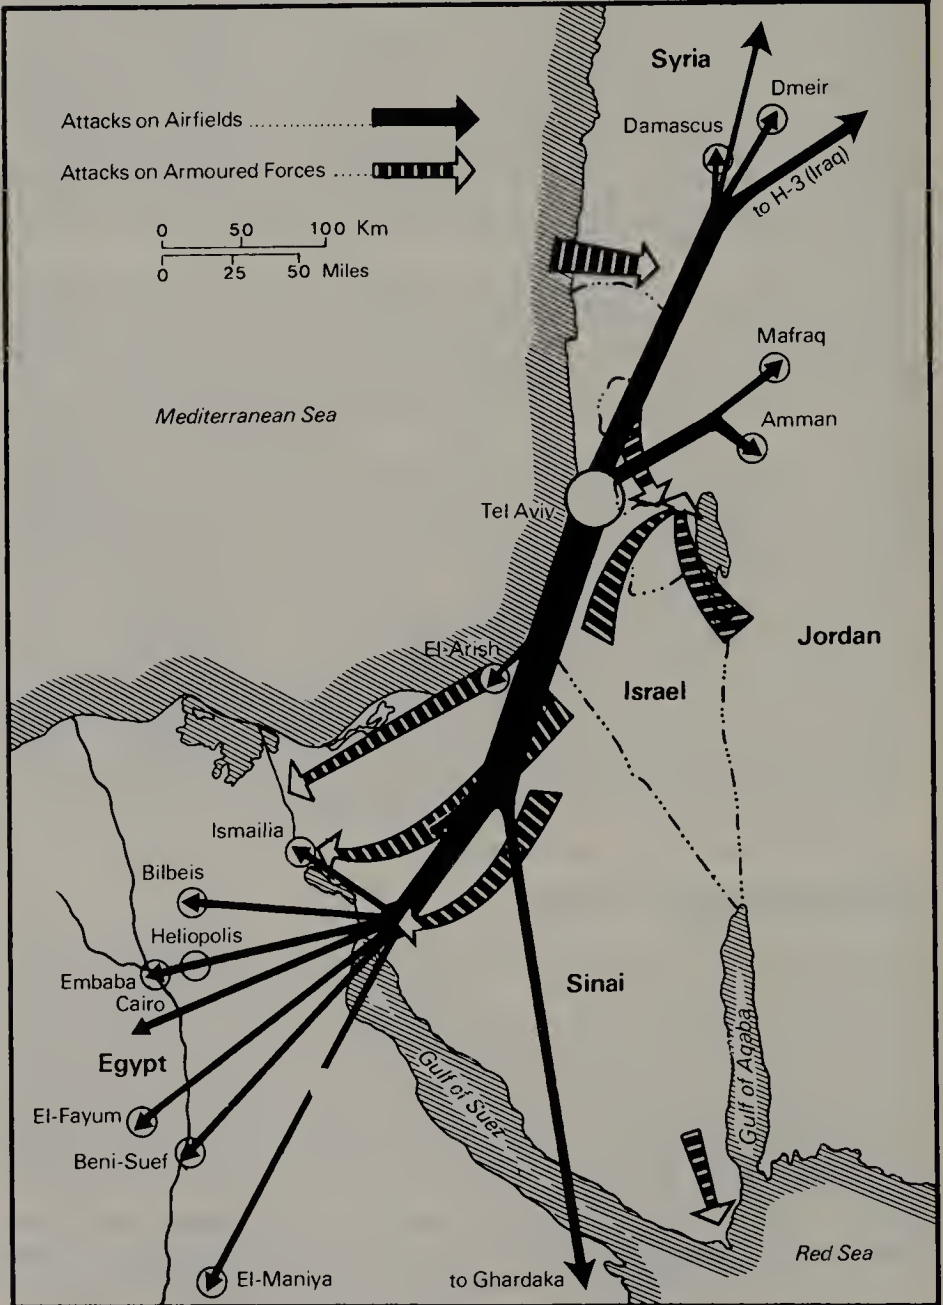 Syria
Dmeir
Attacks on Airfields ....................
Damascus
Attacks on Armoured Forces ......
to H-3 (Iraq)
0 50 100 Km
0 25 50 Miles
Mafraq
Mediterranean Sea
Amman
Tel Aviv
Jordan
El-Arish
Israel
Ismailia
Bilbeis
Heliopolis
Embaba
Cairo
Sinai
Egypt
Gulf of Suez
Gulf of Aqaba
El-Fayum
Beni-Suef
Red Sea
El-Maniya
to Ghardaka